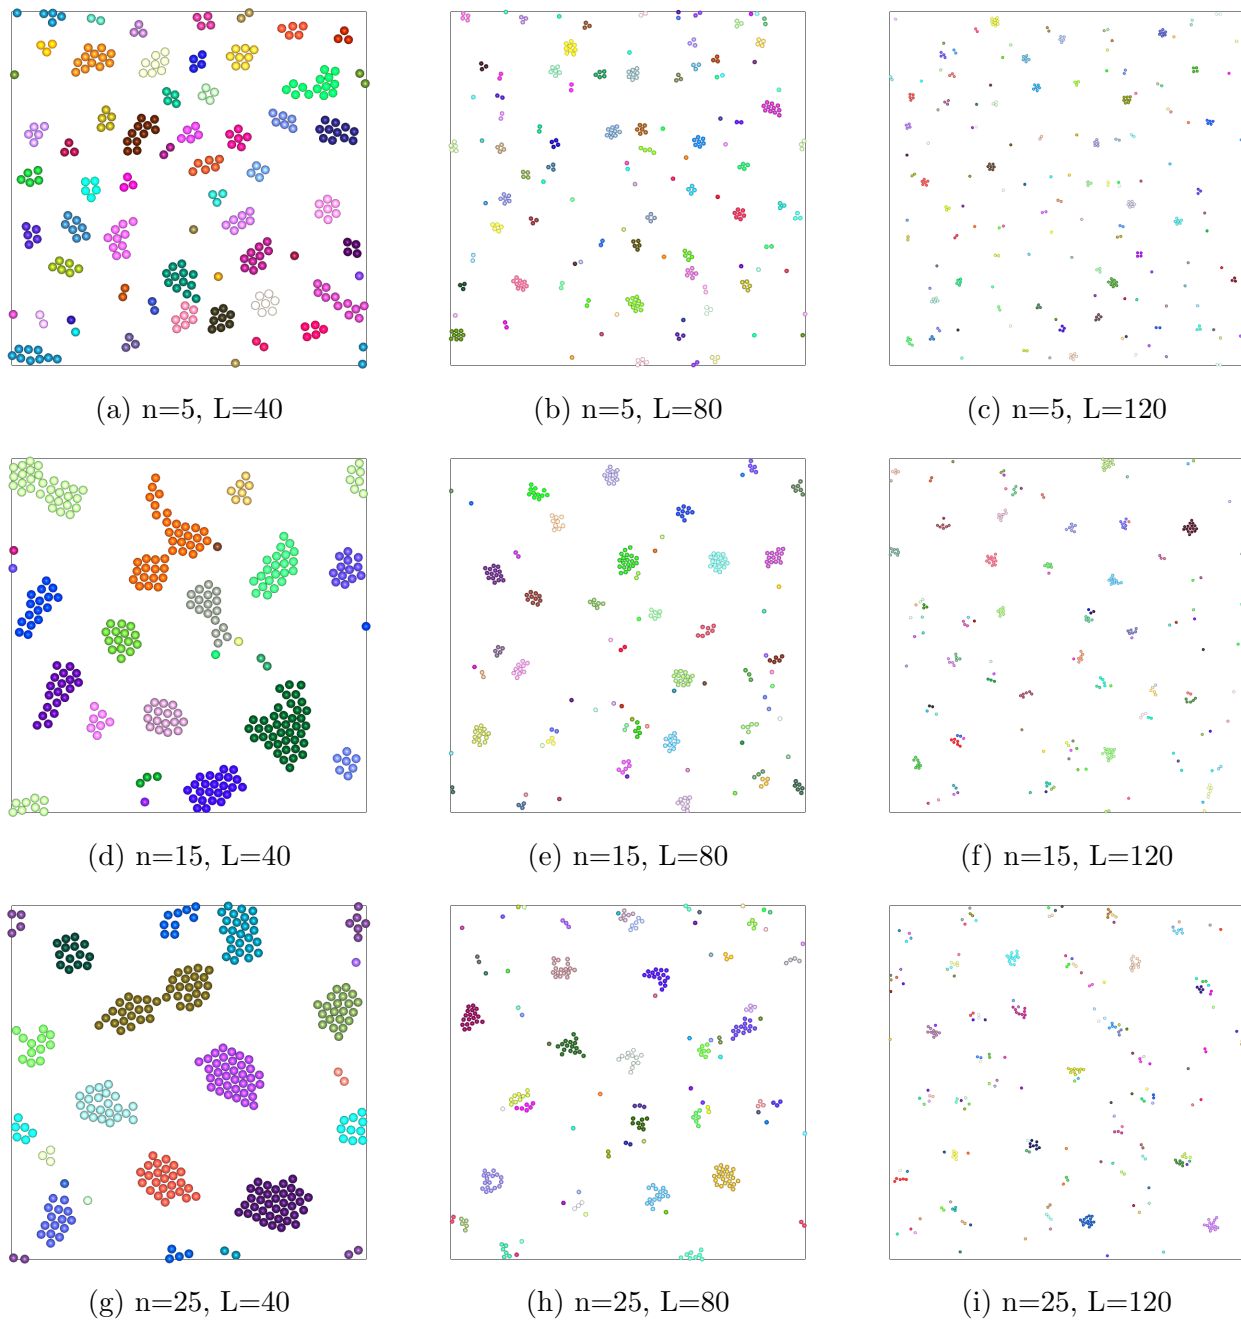 (a) n=5, L=40
(b) n=5, L=80
(c) n=5, L=120
(d) n=15, L=40
(e) n=15, L=80
(f) n=15, L=120
(g) n=25, L=40
(h) n=25, L=80
(i) n=25, L=120